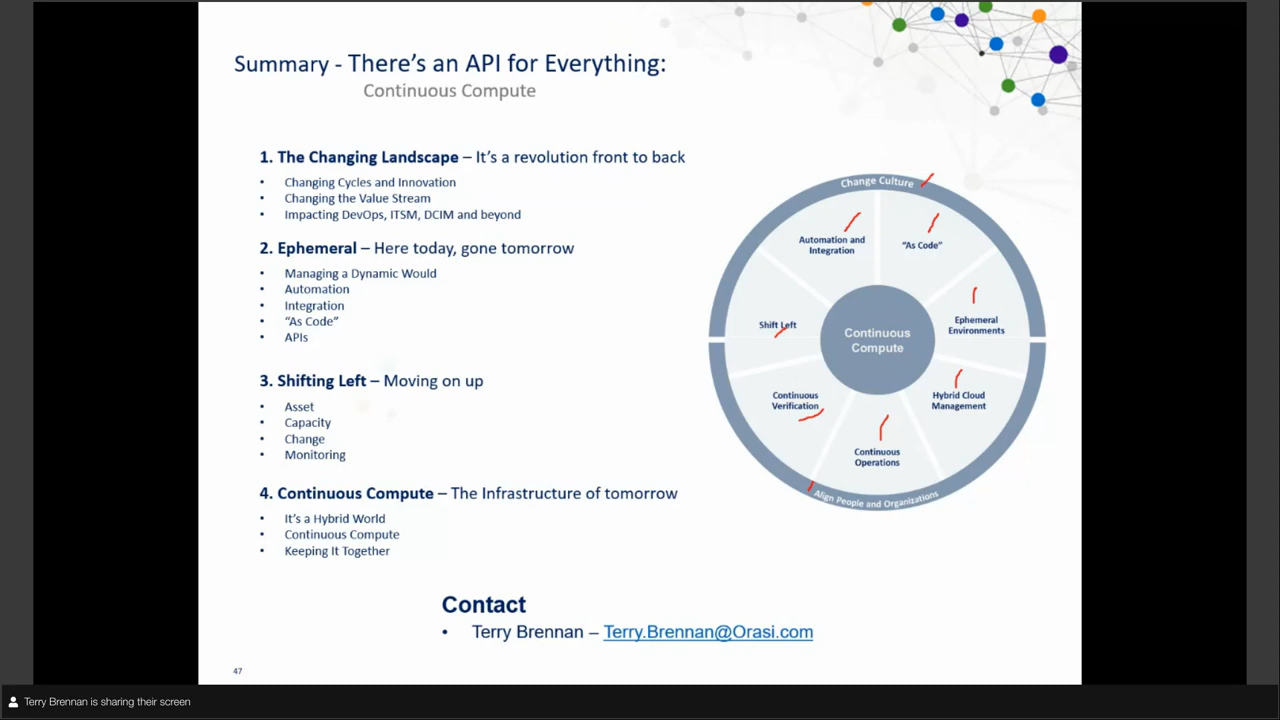 Summary - There's an API for Everything:
Continuous Compute
1. The Changing Landscape – It's a revolution front to back
• Changing Cycles and Innovation
• Changing the Value Stream
• Impacting DevOps, ITSM, DCIM and beyond
2. Ephemeral – Here today, gone tomorrow
• Managing a Dynamic Would
• Automation
• Integration
• "As Code"
• APIs
3. Shifting Left – Moving on up
• Asset
• Capacity
• Change
• Monitoring
4. Continuous Compute – The Infrastructure of tomorrow
• It's a Hybrid World
• Continuous Compute
• Keeping It Together
Change Culture
Automation and
Integration
"As Code"
Shift Left
Ephemeral
Environments
Continuous
Compute
Continuous
Verification
Hybrid Cloud
Management
Continuous
Operations
Align People and Organizations
Contact
• Terry Brennan – Terry.Brennan@Orasi.com
47
Terry Brennan is sharing their screen